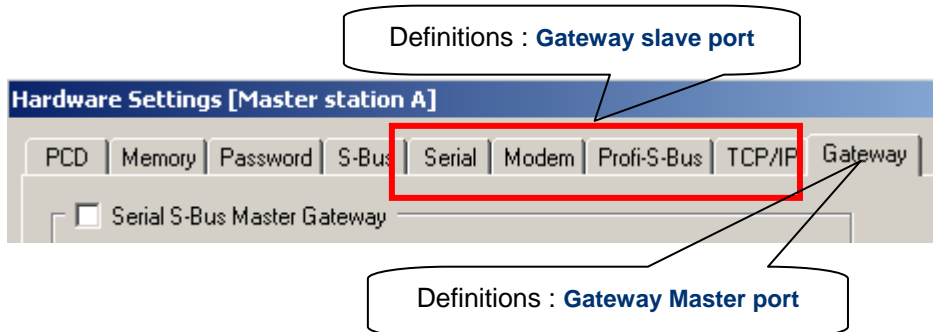 Definitions : Gateway slave port
Hardware Settings [Master station A]
PCD Memory Password S-Bus Serial Modem Profi-S-Bus TCP/IP Gateway
Serial S-Bus Master Gateway
Definitions : Gateway Master port